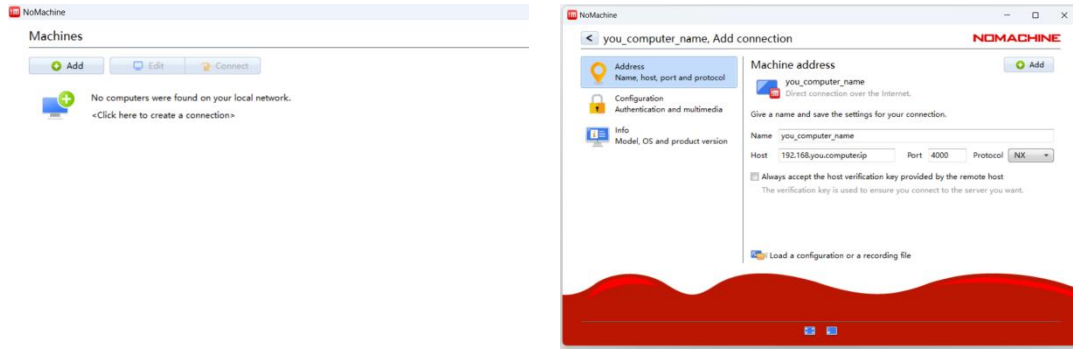 NoMachine
Machines
Add Edit Connect
No computers were found on your local network.
<Click here to create a connection>
NoMachine
< you_computer_name, Add connection
NOMACHINE
Address
Name, host, port and protocol
Configuration
Authentication and multimedia
Info
Model, OS and product version
Machine address
Add
you_computer_name
Direct connection over the Internet.
Give a name and save the settings for your connection.
Name you_computer_name
Host 192.168.you.computer.ip Port 4000 Protocol NX
Always accept the host verification key provided by the remote host
The verification key is used to ensure you connect to the server you want.
Load a configuration or a recording file